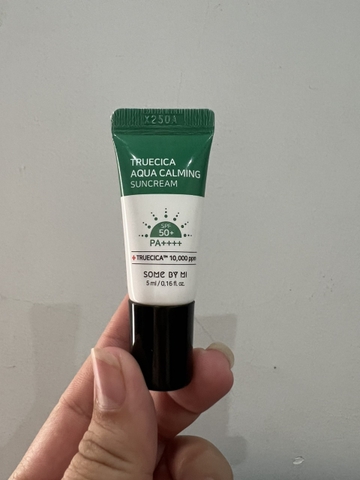 X250A
TRUECICA
AQUA CALMING
SUNCREAM
SPF
50+
PA++++
+ TRUECICA™ 10,000 ppm
SOME BY MI
5 ml / 0.16 fl. oz.